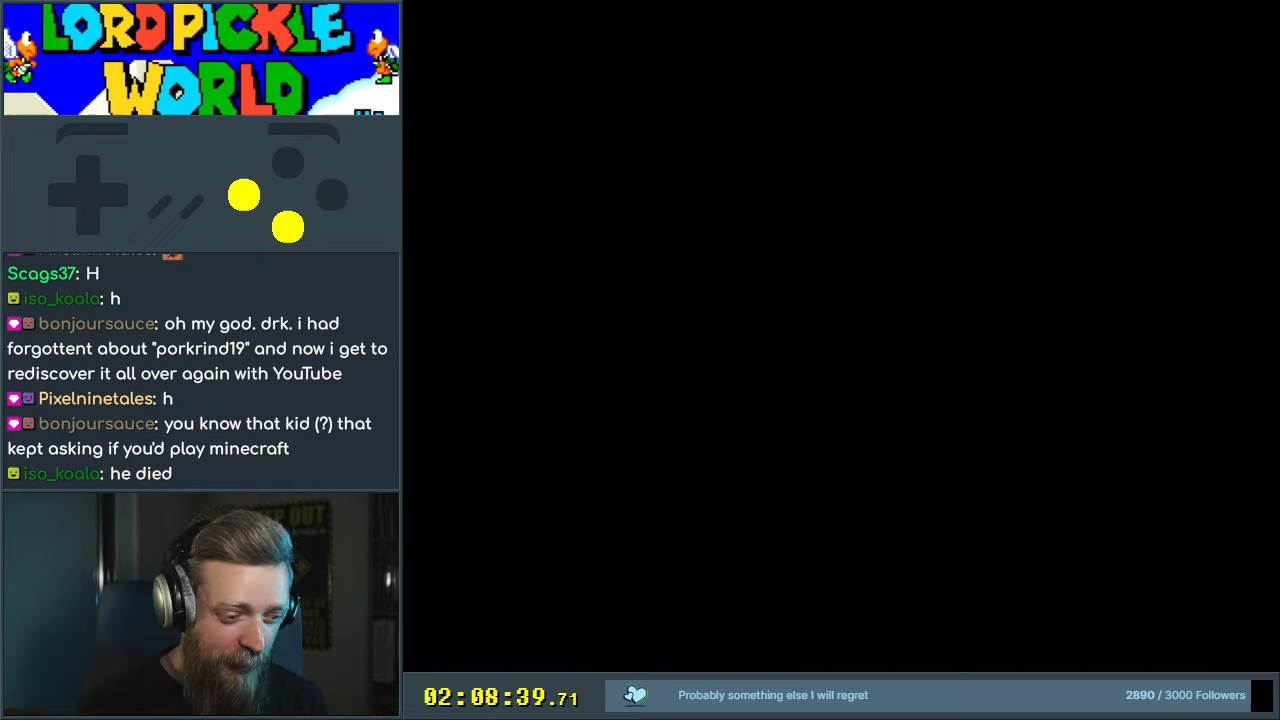 LORD PICKLE
WORLD
Scags37: H
iso_koala: h
bonjoursauce: oh my god. drk. i had
forgottent about "porkrind19" and now i get to
rediscover it all over again with YouTube
Pixelninetales: h
bonjoursauce: you know that kid (?) that
kept asking if you'd play minecraft
iso_koala: he died
KEEP OUT
02:08:39.71
Probably something else I will regret
2890 / 3000 Followers